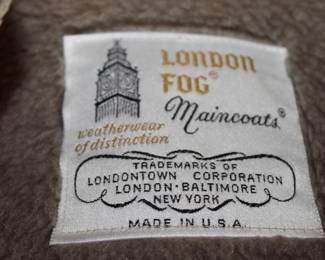 LONDON
FOG®
Maincoats®
weatherwear
of distinction
TRADEMARKS OF
LONDONTOWN CORPORATION
LONDON·BALTIMORE
NEW YORK
MADE IN U.S.A.